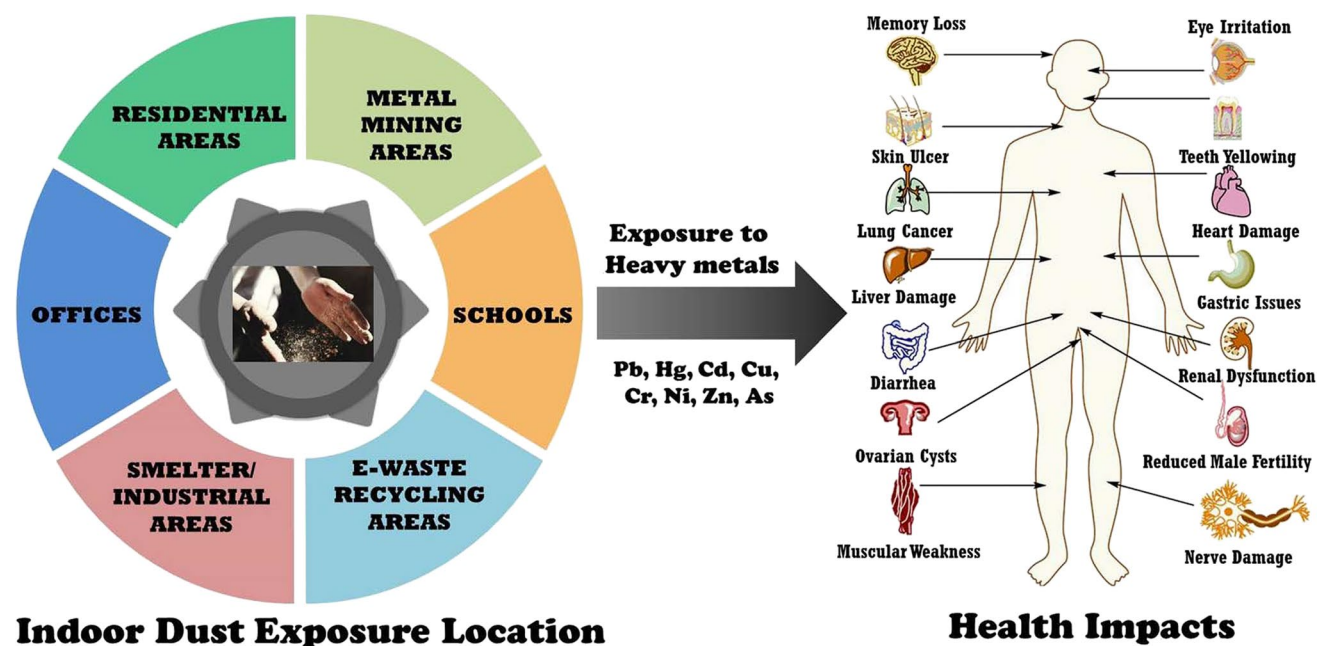 RESIDENTIAL
AREAS
METAL
MINING
AREAS
OFFICES
SCHOOLS
SMELTER/
INDUSTRIAL
AREAS
E-WASTE
RECYCLING
AREAS
Indoor Dust Exposure Location
Exposure to
Heavy metals
Pb, Hg, Cd, Cu,
Cr, Ni, Zn, As
Memory Loss
Eye Irritation
Skin Ulcer
Teeth Yellowing
Lung Cancer
Heart Damage
Liver Damage
Gastric Issues
Diarrhea
Renal Dysfunction
Ovarian Cysts
Reduced Male Fertility
Muscular Weakness
Nerve Damage
Health Impacts